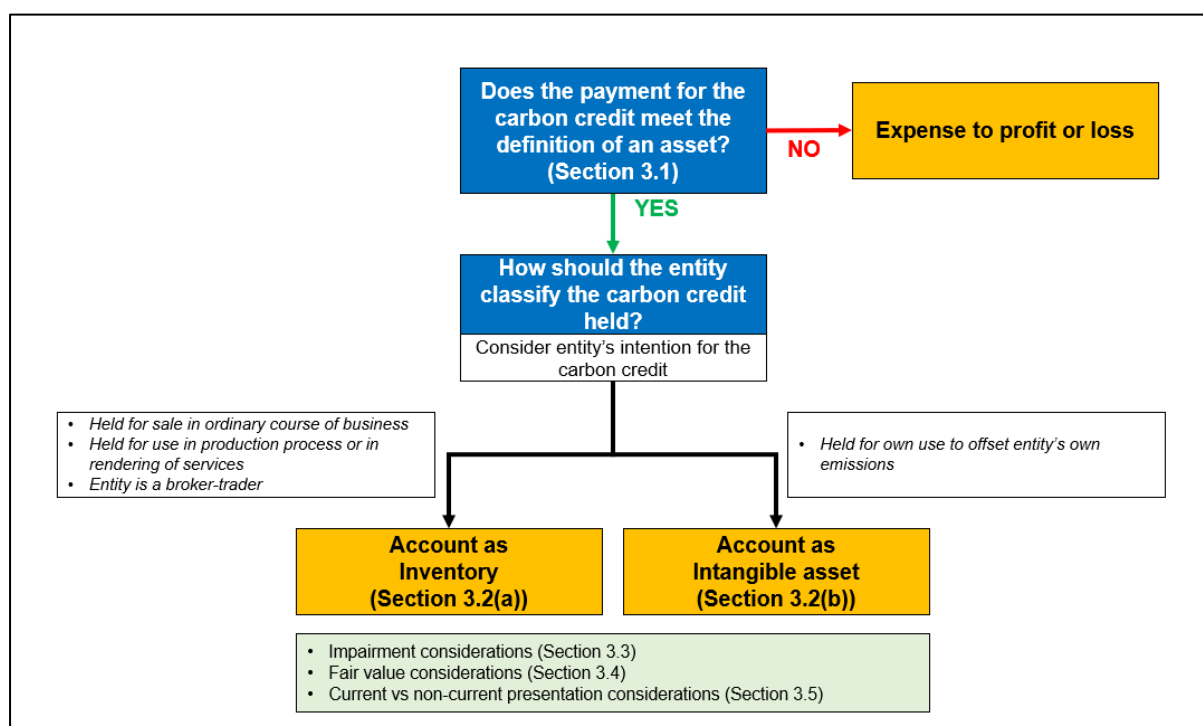 Does the payment for the
carbon credit meet the
definition of an asset?
(Section 3.1)
NO
Expense to profit or loss
YES
How should the entity
classify the carbon credit
held?
Consider entity's intention for the
carbon credit
• Held for sale in ordinary course of business
• Held for use in production process or in
rendering of services
• Entity is a broker-trader
• Held for own use to offset entity's own
emissions
Account as
Inventory
(Section 3.2(a))
Account as
Intangible asset
(Section 3.2(b))
• Impairment considerations (Section 3.3)
• Fair value considerations (Section 3.4)
• Current vs non-current presentation considerations (Section 3.5)